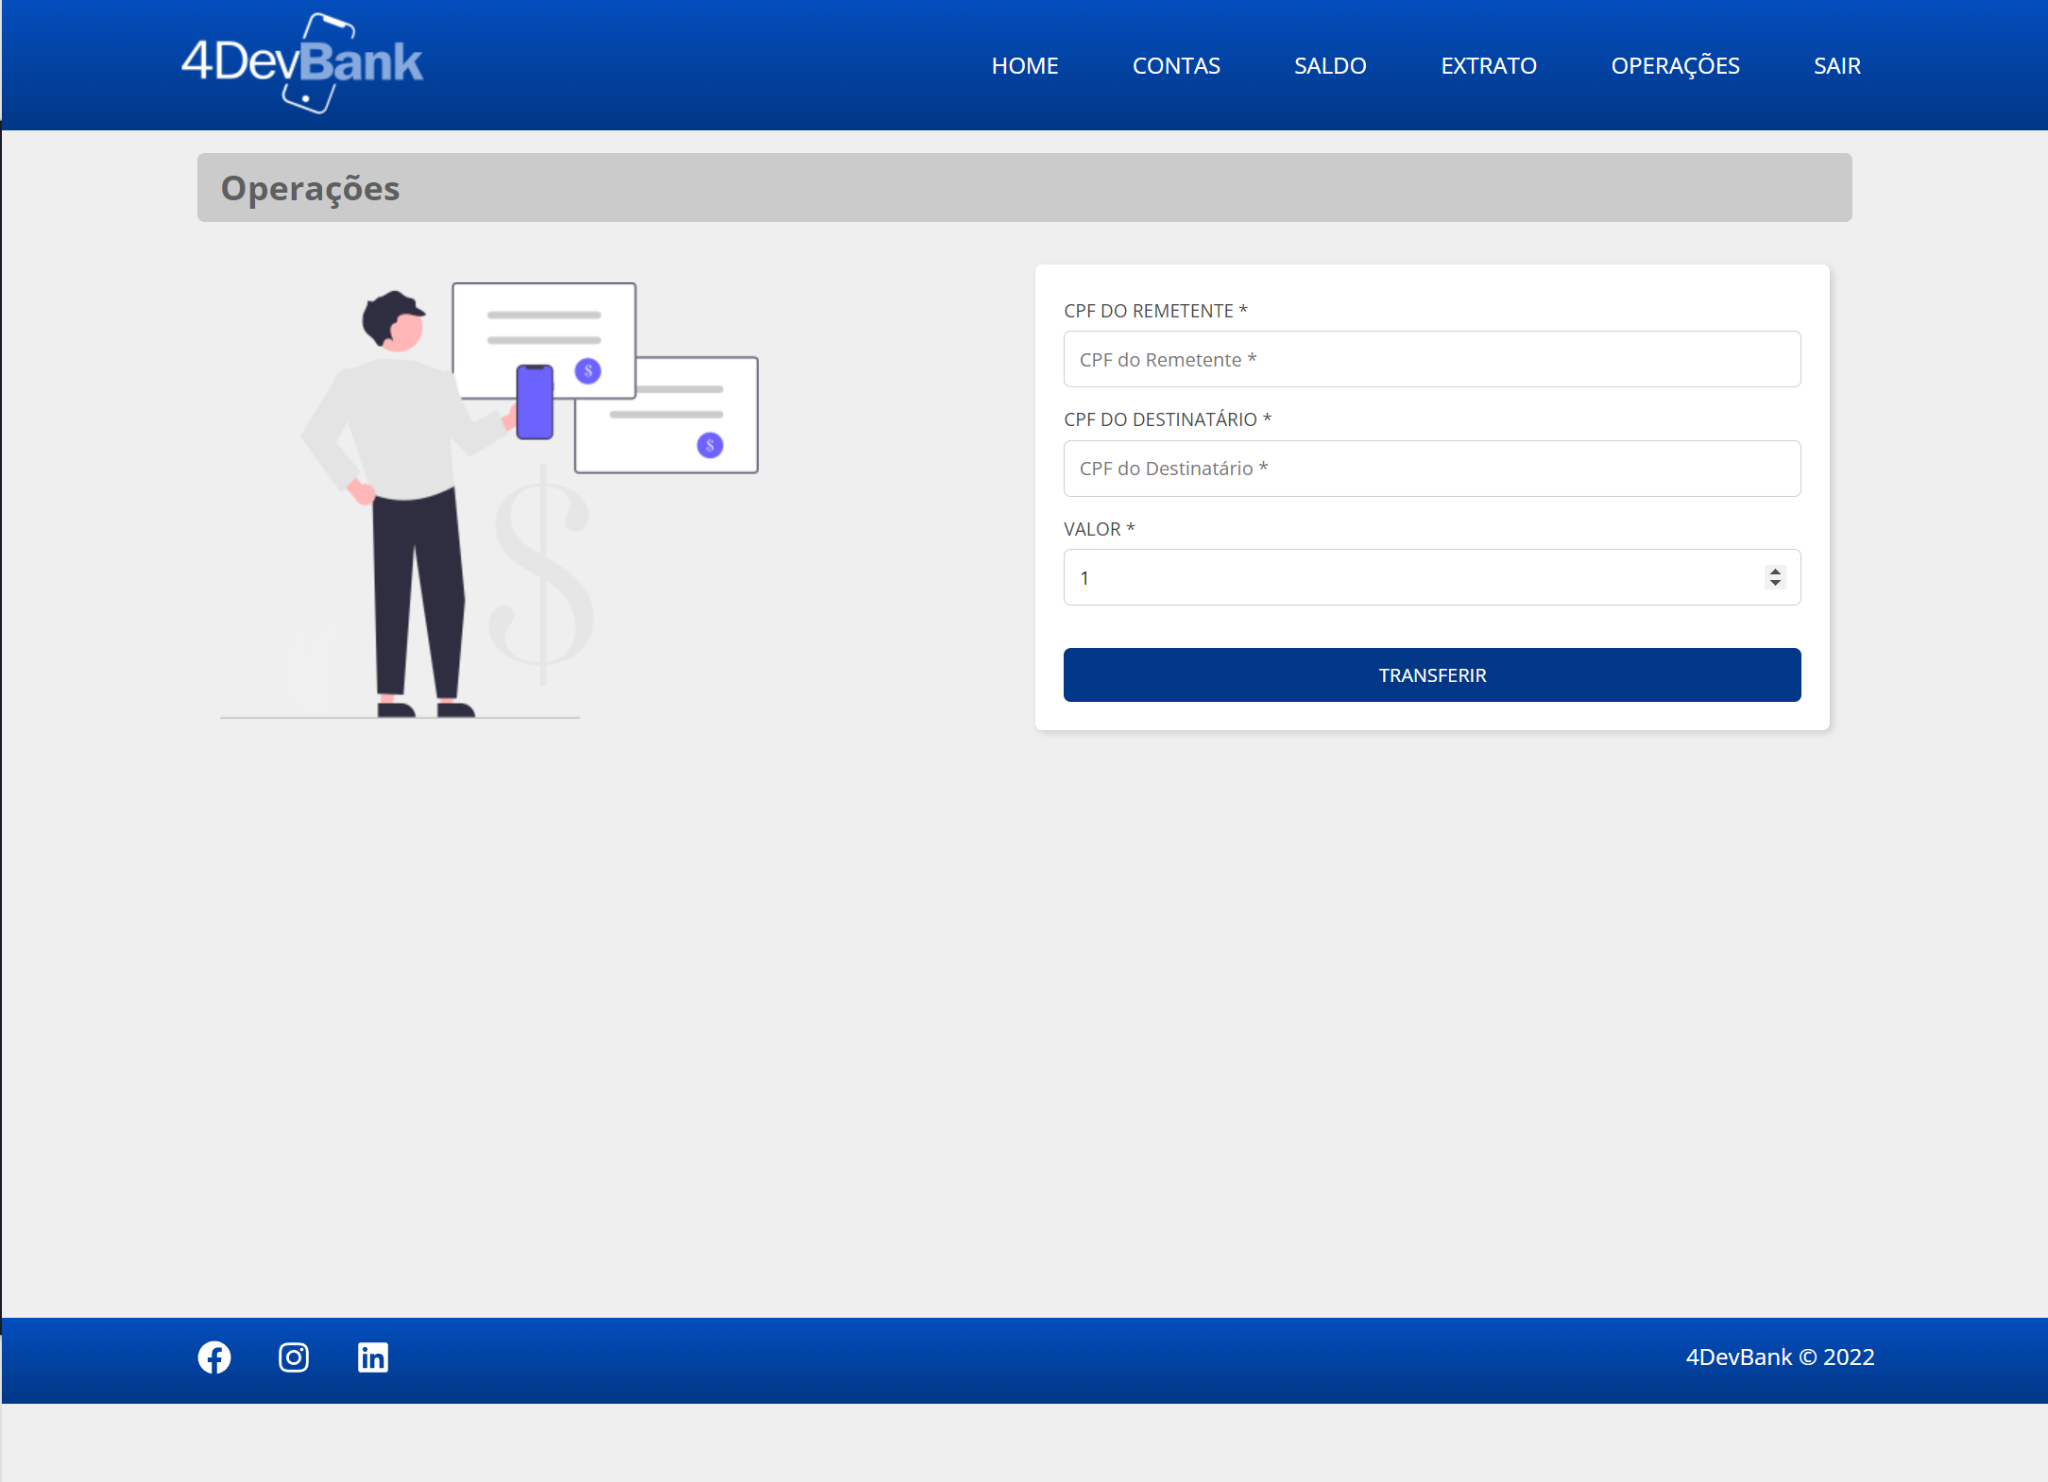 4DevBank
HOME CONTAS SALDO EXTRATO OPERAÇÕES SAIR
Operações
$
$
$
CPF DO REMETENTE *
CPF do Remetente *
CPF DO DESTINATÁRIO *
CPF do Destinatário *
VALOR *
1
TRANSFERIR
4DevBank © 2022